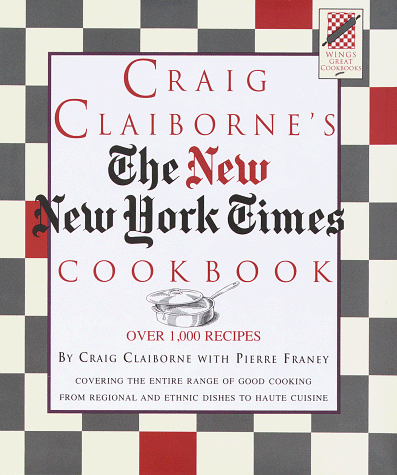 WINGS
GREAT
COOKBOOKS
CRAIG
CLAIBORNE'S
The New
New York Times
COOKBOOK
OVER 1,000 RECIPES
BY CRAIG CLAIBORNE WITH PIERRE FRANEY
COVERING THE ENTIRE RANGE OF GOOD COOKING
FROM REGIONAL AND ETHNIC DISHES TO HAUTE CUISINE